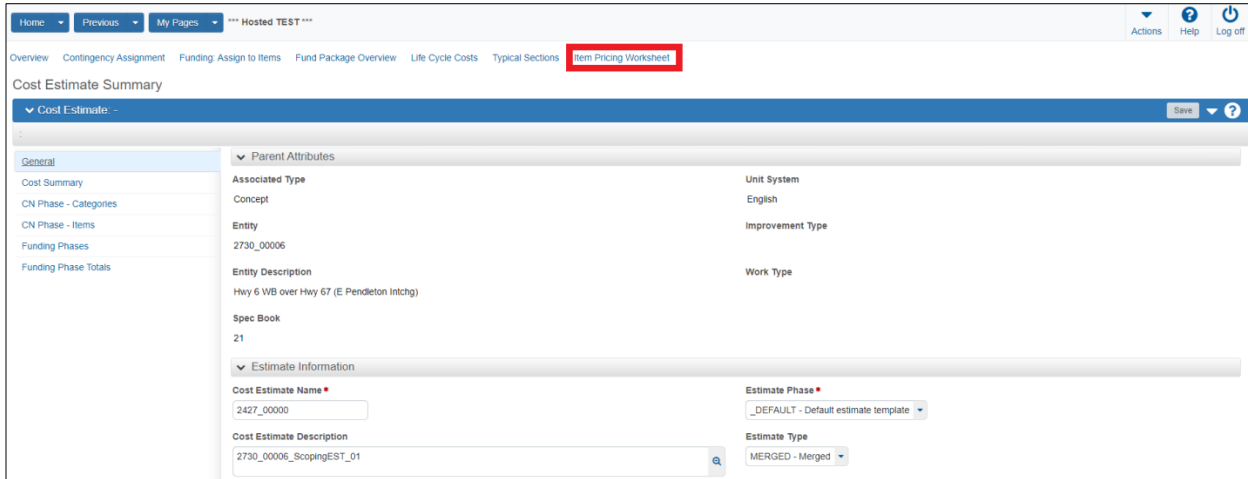 Home Previous My Pages *** Hosted TEST *** Actions Help Log off
Overview Contingency Assignment Funding: Assign to Items Fund Package Overview Life Cycle Costs Typical Sections Item Pricing Worksheet
Cost Estimate Summary
Cost Estimate: - Save
:
General
Cost Summary
CN Phase - Categories
CN Phase - Items
Funding Phases
Funding Phase Totals
Parent Attributes
Associated Type Unit System
Concept English
Entity Improvement Type
2730_00006
Entity Description Work Type
Hwy 6 WB over Hwy 67 (E Pendleton Intchg)
Spec Book
21
Estimate Information
Cost Estimate Name Estimate Phase
2427_00000 _DEFAULT - Default estimate template
Cost Estimate Description Estimate Type
2730_00006_ScopingEST_01 MERGED - Merged